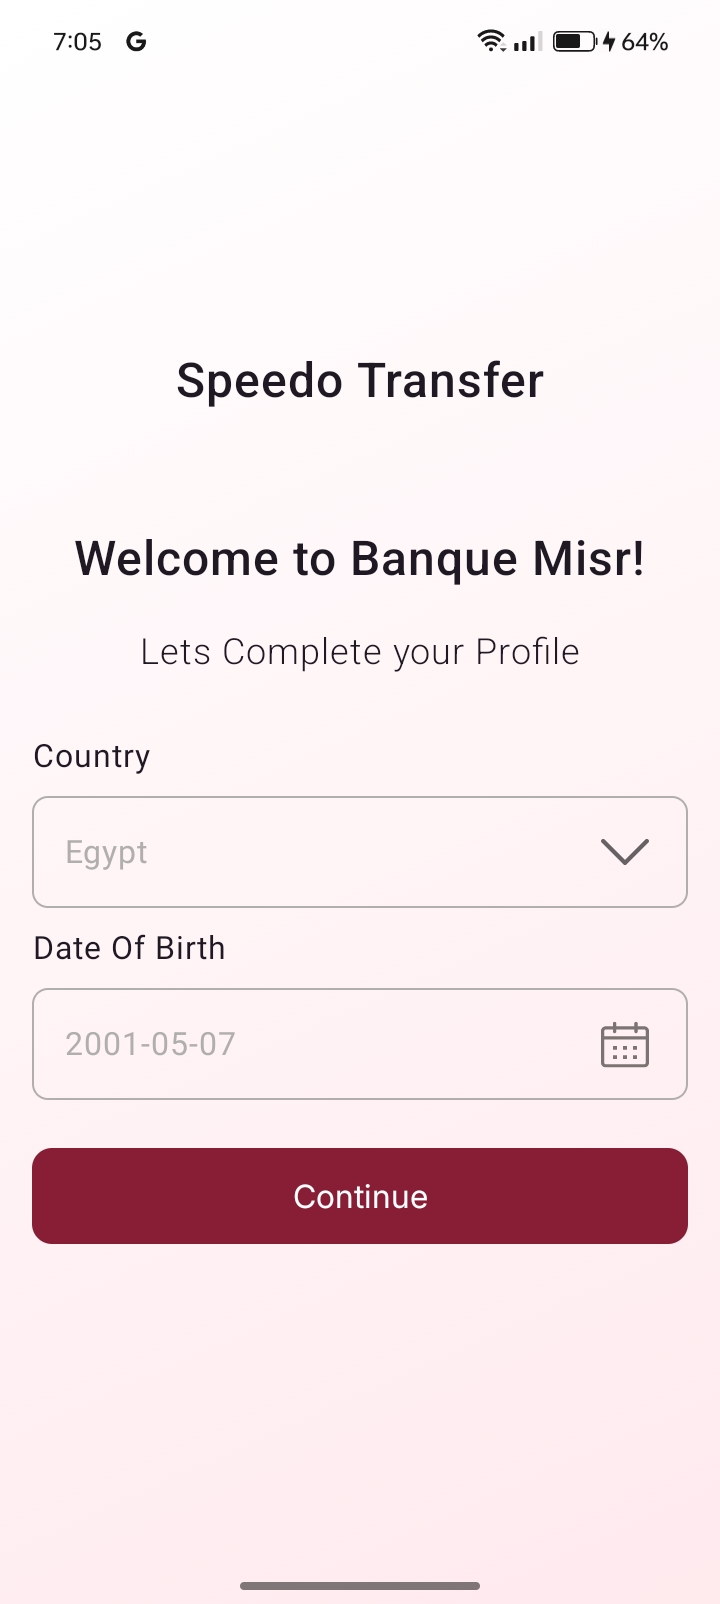 7:05 G 64%
Speedo Transfer
Welcome to Banque Misr!
Lets Complete your Profile
Country
Egypt
Date Of Birth
2001-05-07
Continue